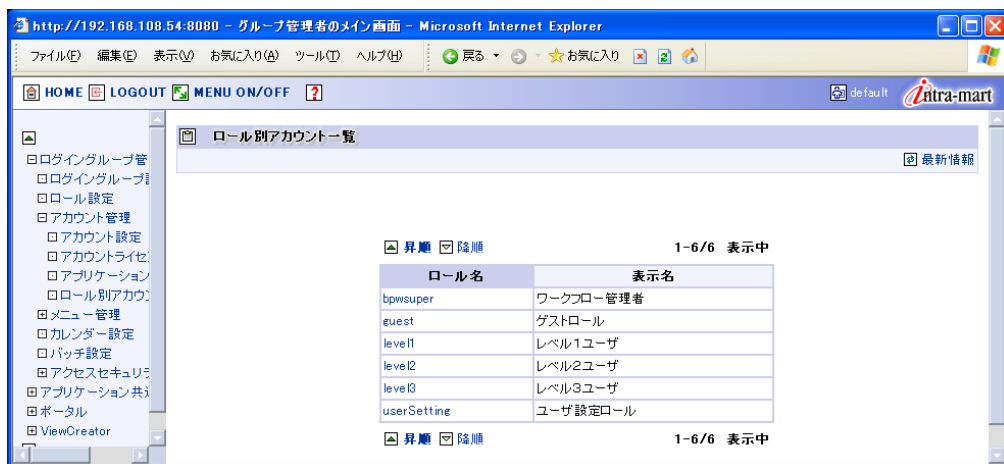 http://192.168.108.54:8080 - グループ管理者のメイン画面 - Microsoft Internet Explorer
ファイル(F) 編集(E) 表示(V) お気に入り(A) ツール(T) ヘルプ(H) 戻る お気に入り
HOME LOGOUT MENU ON/OFF ? default intra-mart
ロール別アカウント一覧
最新情報
ログイングループ管
ログイングループ
ロール設定
アカウント管理
アカウント設定
アカウントライセ
アプリケーション
ロール別アカウ
メニュー管理
カレンダー設定
バッチ設定
アクセスセキュリ
アプリケーション共
ポータル
ViewCreator
昇順 降順 1-6/6 表示中
ロール名 表示名
bpwsuper ワークフロー管理者
guest ゲストロール
level1 レベル1ユーザ
level2 レベル2ユーザ
level3 レベル3ユーザ
userSetting ユーザ設定ロール
昇順 降順 1-6/6 表示中